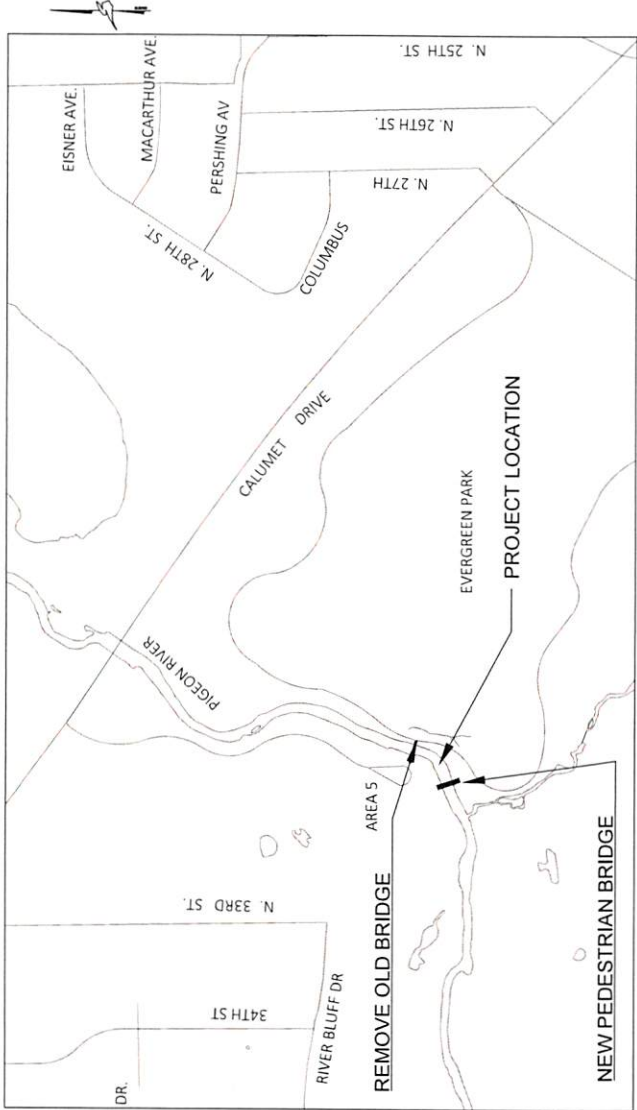 DR.
34TH ST
N. 33RD ST.
RIVER BLUFF DR
PIGEON RIVER
CALUMET DRIVE
EISNER AVE.
MACARTHUR AVE.
PERSHING AV
N. 28TH ST.
COLUMBUS
N. 27TH
N. 26TH ST.
N. 25TH ST.
AREA 5
REMOVE OLD BRIDGE
EVERGREEN PARK
PROJECT LOCATION
NEW PEDESTRIAN BRIDGE